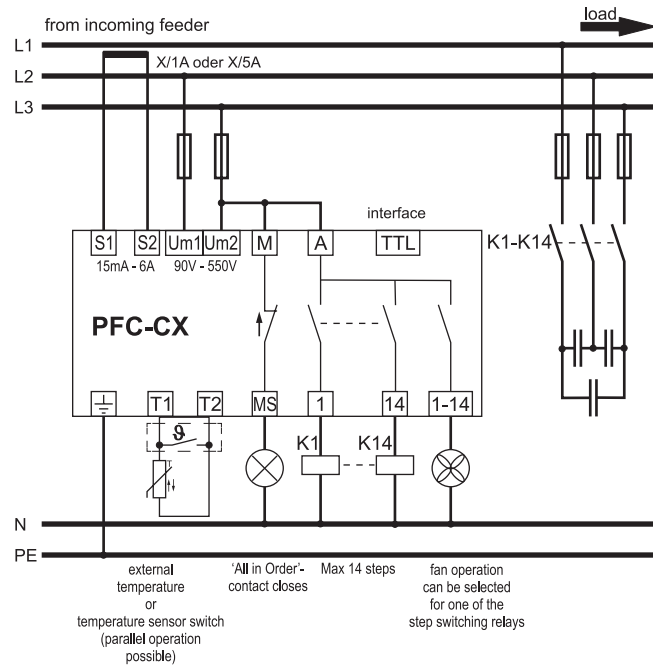 load
from incoming feeder
L1
X/1A oder X/5A
L2
L3
interface
S1 S2 Um1 Um2 M A TTL
K1-K14
15mA - 6A 90V - 550V
PFC-CX
T1 T2 MS 1 14 1-14
ϑ
K1 K14
N
PE
external
temperature
or
temperature sensor switch
(parallel operation
possible)
'All in Order'-
contact closes
Max 14 steps
fan operation
can be selected
for one of the
step switching relays